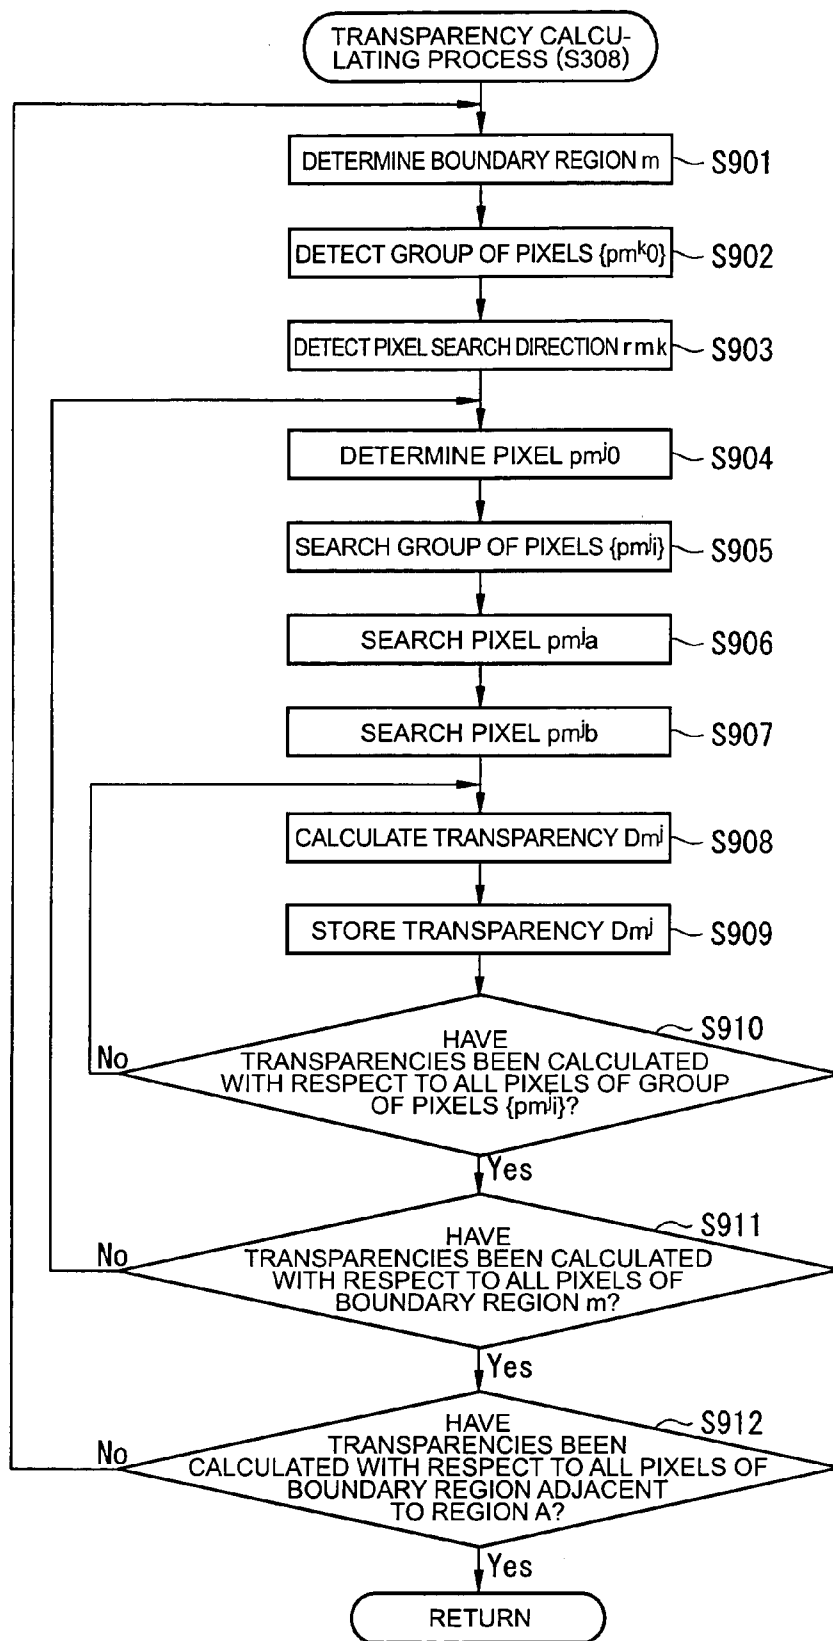 TRANSPARENCY CALCU-
LATING PROCESS (S308)
DETERMINE BOUNDARY REGION m
S901
DETECT GROUP OF PIXELS {pmᵏ0}
S902
DETECT PIXEL SEARCH DIRECTION r m k
S903
DETERMINE PIXEL pmʲ0
S904
SEARCH GROUP OF PIXELS {pmʲi}
S905
SEARCH PIXEL pmʲa
S906
SEARCH PIXEL pmʲb
S907
CALCULATE TRANSPARENCY Dmʲ
S908
STORE TRANSPARENCY Dmʲ
S909
S910
HAVE
TRANSPARENCIES BEEN CALCULATED
WITH RESPECT TO ALL PIXELS OF GROUP
OF PIXELS {pmʲi}?
No
Yes
S911
HAVE
TRANSPARENCIES BEEN CALCULATED
WITH RESPECT TO ALL PIXELS OF
BOUNDARY REGION m?
No
Yes
S912
HAVE
TRANSPARENCIES BEEN
CALCULATED WITH RESPECT TO ALL PIXELS OF
BOUNDARY REGION ADJACENT
TO REGION A?
No
Yes
RETURN